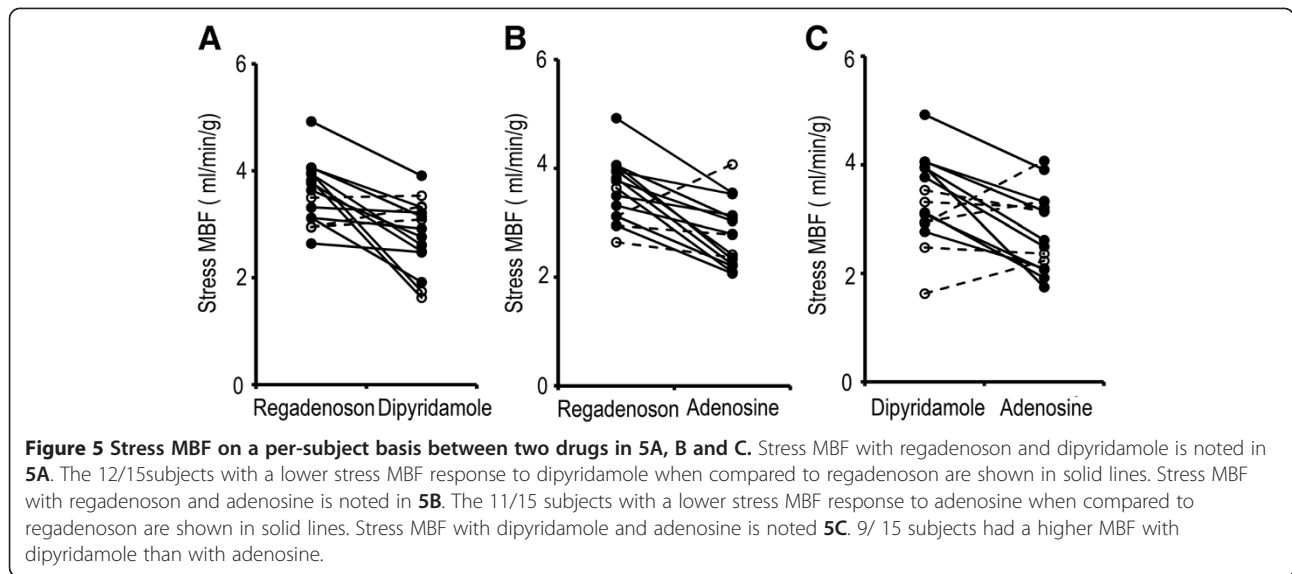 A
B
C
6
4
2
0
Stress MBF ( ml/min/g)
Regadenoson Dipyridamole
6
4
2
0
Stress MBF ( ml/min/g)
Regadenoson Adenosine
6
4
2
0
Stress MBF ( ml/min/g)
Dipyridamole Adenosine
Figure 5 Stress MBF on a per-subject basis between two drugs in 5A, B and C. Stress MBF with regadenoson and dipyridamole is noted in
5A. The 12/15subjects with a lower stress MBF response to dipyridamole when compared to regadenoson are shown in solid lines. Stress MBF
with regadenoson and adenosine is noted in 5B. The 11/15 subjects with a lower stress MBF response to adenosine when compared to
regadenoson are shown in solid lines. Stress MBF with dipyridamole and adenosine is noted 5C. 9/ 15 subjects had a higher MBF with
dipyridamole than with adenosine.